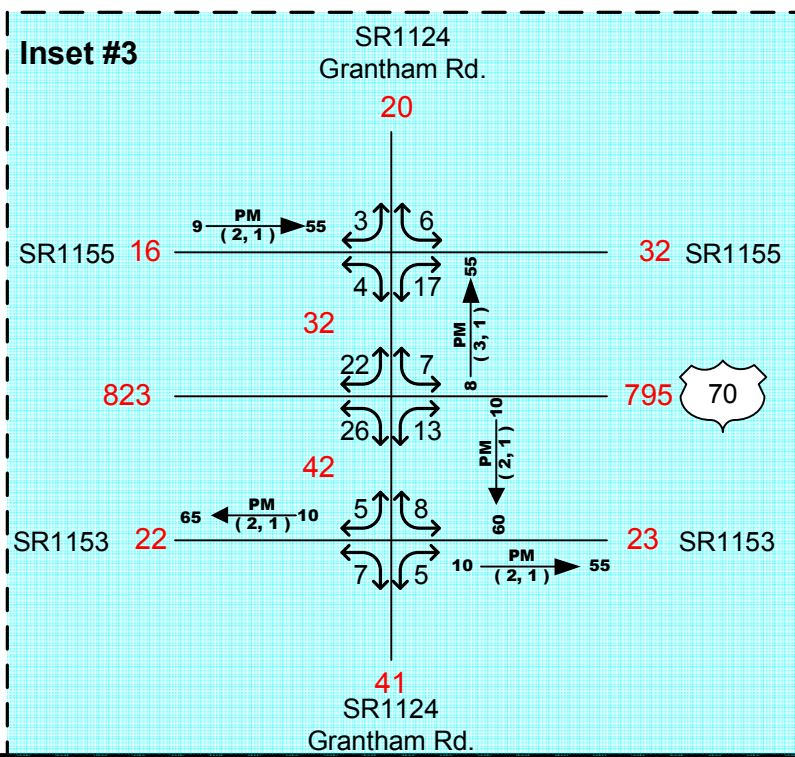 Inset #3
SR1124
Grantham Rd.
20
9 PM 55
( 2, 1 )
3 6
SR1155 16
32 SR1155
4 17
55
PM
( 3, 1 )
8
32
22 7
823
795 70
26 13
10
PM
( 2, 1 )
60
42
5 8
65 PM 10
( 2, 1 )
SR1153 22
23 SR1153
7 5
10 PM 55
( 2, 1 )
41
SR1124
Grantham Rd.